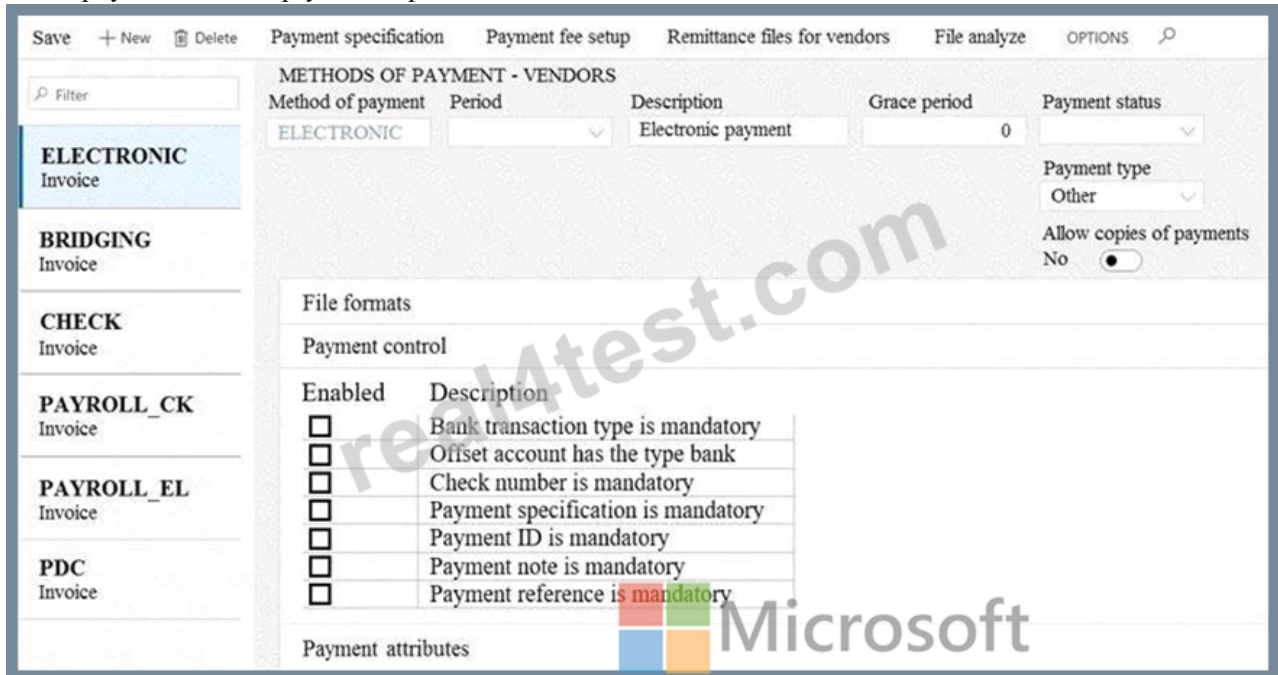 Save + New Delete Payment specification Payment fee setup Remittance files for vendors File analyze OPTIONS
Filter
METHODS OF PAYMENT - VENDORS
Method of payment Period Description Grace period Payment status
ELECTRONIC Electronic payment 0
ELECTRONIC
Invoice
Payment type
Other
BRIDGING
Invoice
Allow copies of payments
No
File formats
CHECK
Invoice
Payment control
Enabled Description
PAYROLL_CK
Invoice
Bank transaction type is mandatory
Offset account has the type bank
Check number is mandatory
PAYROLL_EL
Invoice
Payment specification is mandatory
Payment ID is mandatory
PDC
Invoice
Payment note is mandatory
Payment reference is mandatory
Payment attributes
real4test.com
Microsoft